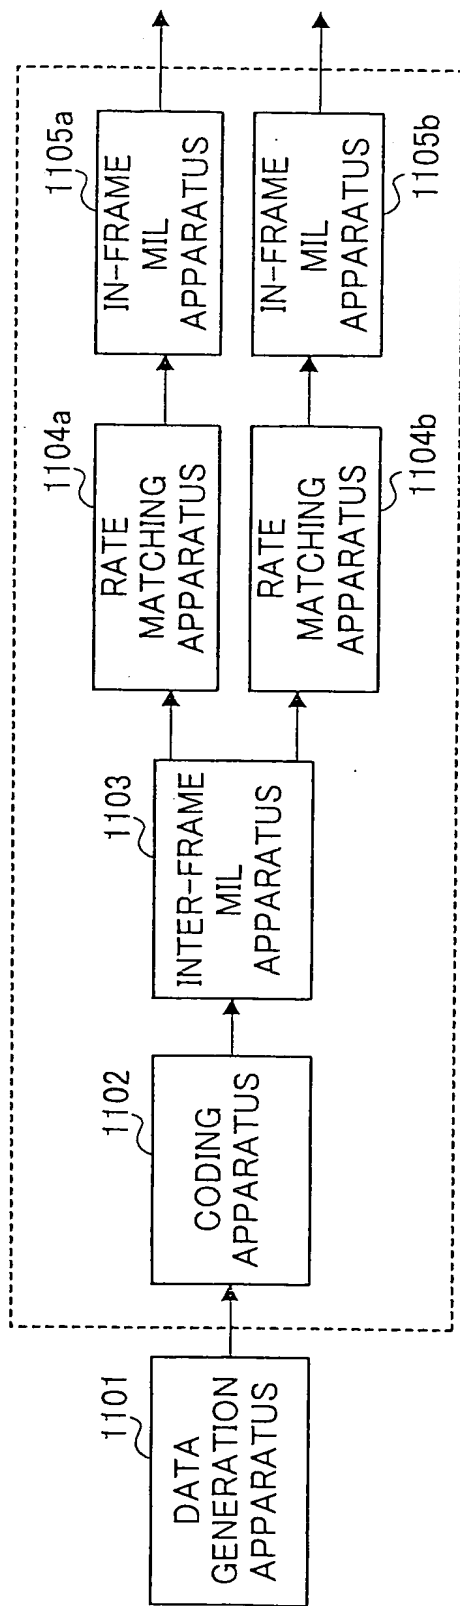 1101
DATA
GENERATION
APPARATUS
1102
CODING
APPARATUS
1103
INTER-FRAME
MIL
APPARATUS
1104a
RATE
MATCHING
APPARATUS
1105a
IN-FRAME
MIL
APPARATUS
RATE
MATCHING
APPARATUS
1104b
IN-FRAME
MIL
APPARATUS
1105b